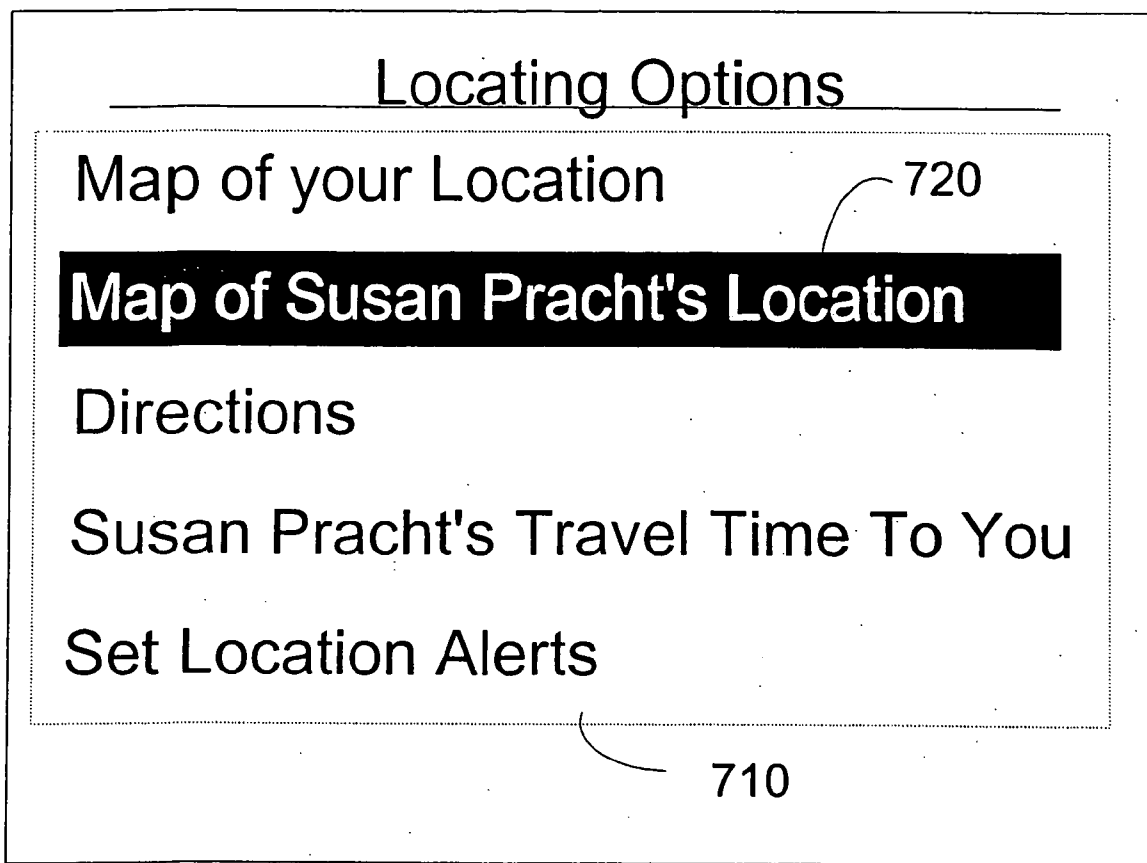 Locating Options
Map of your Location
720
Map of Susan Pracht's Location
Directions
Susan Pracht's Travel Time To You
Set Location Alerts
710